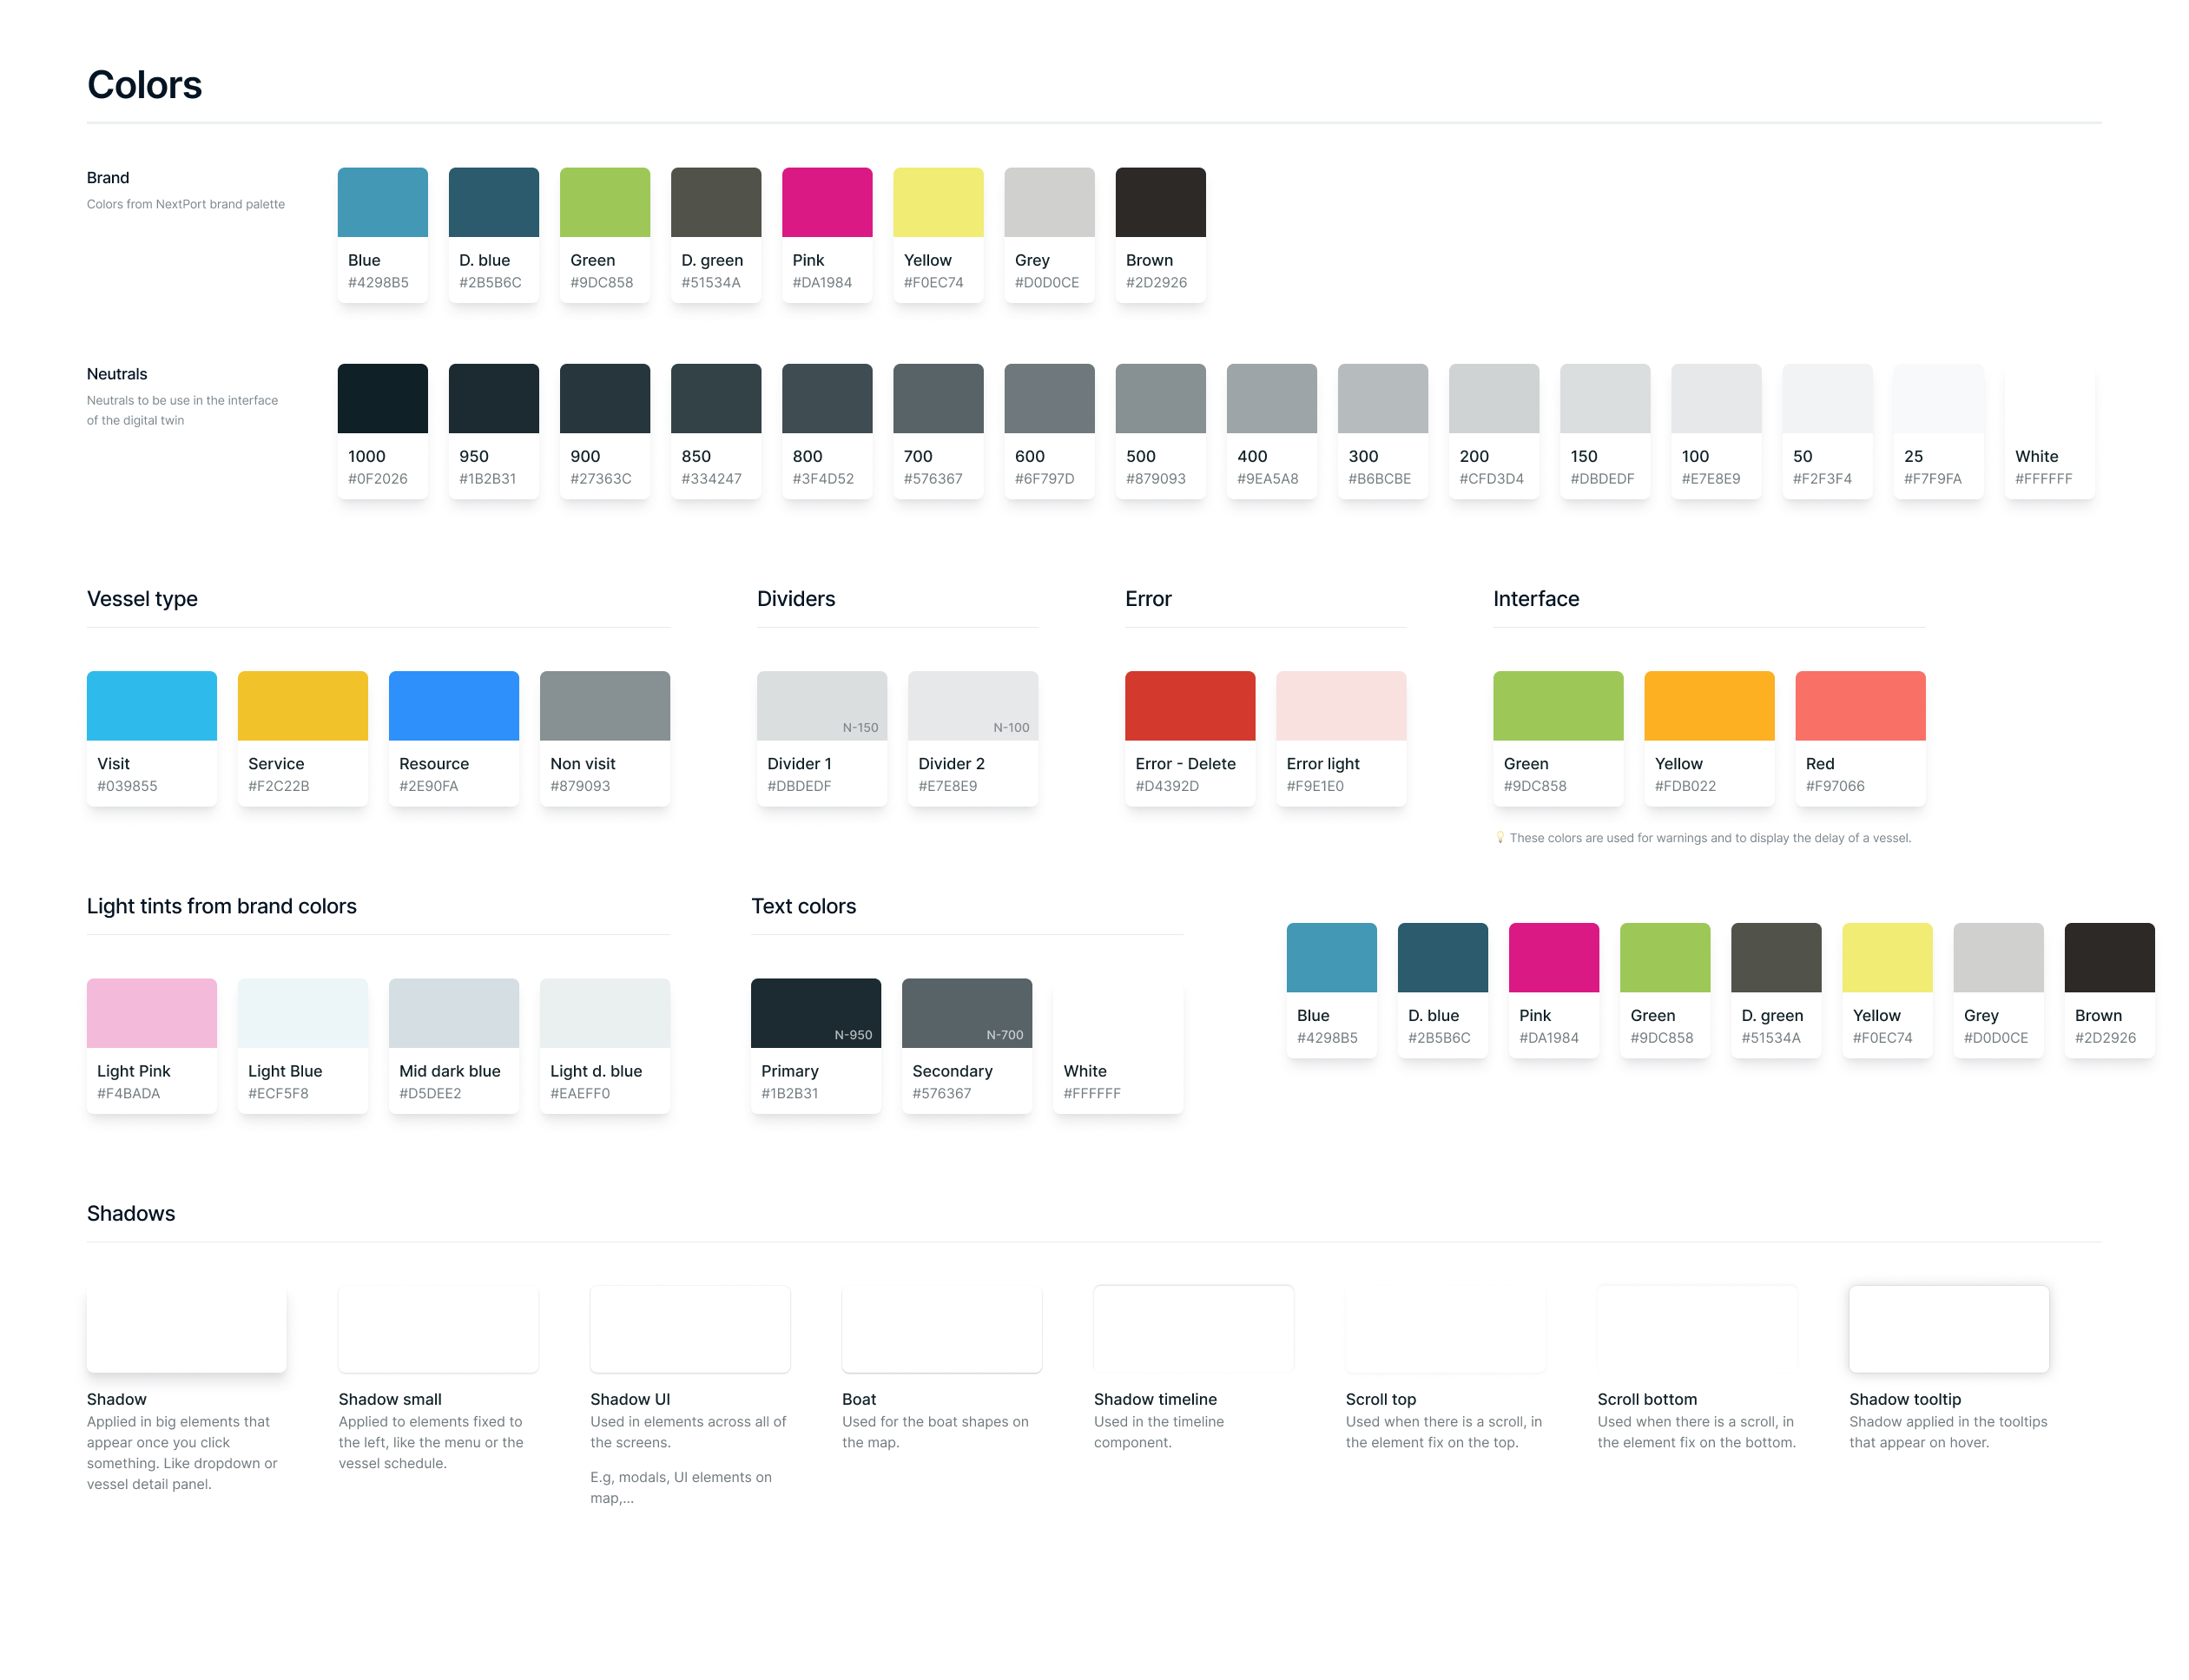 Colors
Brand
Colors from NextPort brand palette
Blue
#4298B5
D. blue
#2B5B6C
Green
#9DC858
D. green
#51534A
Pink
#DA1984
Yellow
#F0EC74
Grey
#D0D0CE
Brown
#2D2926
Neutrals
Neutrals to be use in the interface
of the digital twin
1000
#0F2026
950
#1B2B31
900
#27363C
850
#334247
800
#3F4D52
700
#576367
600
#6F797D
500
#879093
400
#9EA5A8
300
#B6BCBE
200
#CFD3D4
150
#DBDEDF
100
#E7E8E9
50
#F2F3F4
25
#F7F9FA
White
#FFFFFF
Vessel type
Visit
#039855
Service
#F2C22B
Resource
#2E90FA
Non visit
#879093
Dividers
N-150
Divider 1
#DBDEDF
N-100
Divider 2
#E7E8E9
Error
Error - Delete
#D4392D
Error light
#F9E1E0
Interface
Green
#9DC858
Yellow
#FDB022
Red
#F97066
These colors are used for warnings and to display the delay of a vessel.
Light tints from brand colors
Light Pink
#F4BADA
Light Blue
#ECF5F8
Mid dark blue
#D5DEE2
Light d. blue
#EAEFF0
Text colors
N-950
Primary
#1B2B31
N-700
Secondary
#576367
White
#FFFFFF
Blue
#4298B5
D. blue
#2B5B6C
Pink
#DA1984
Green
#9DC858
D. green
#51534A
Yellow
#F0EC74
Grey
#D0D0CE
Brown
#2D2926
Shadows
Shadow
Applied in big elements that
appear once you click
something. Like dropdown or
vessel detail panel.
Shadow small
Applied to elements fixed to
the left, like the menu or the
vessel schedule.
Shadow UI
Used in elements across all of
the screens.
E.g, modals, UI elements on
map,...
Boat
Used for the boat shapes on
the map.
Shadow timeline
Used in the timeline
component.
Scroll top
Used when there is a scroll, in
the element fix on the top.
Scroll bottom
Used when there is a scroll, in
the element fix on the bottom.
Shadow tooltip
Shadow applied in the tooltips
that appear on hover.